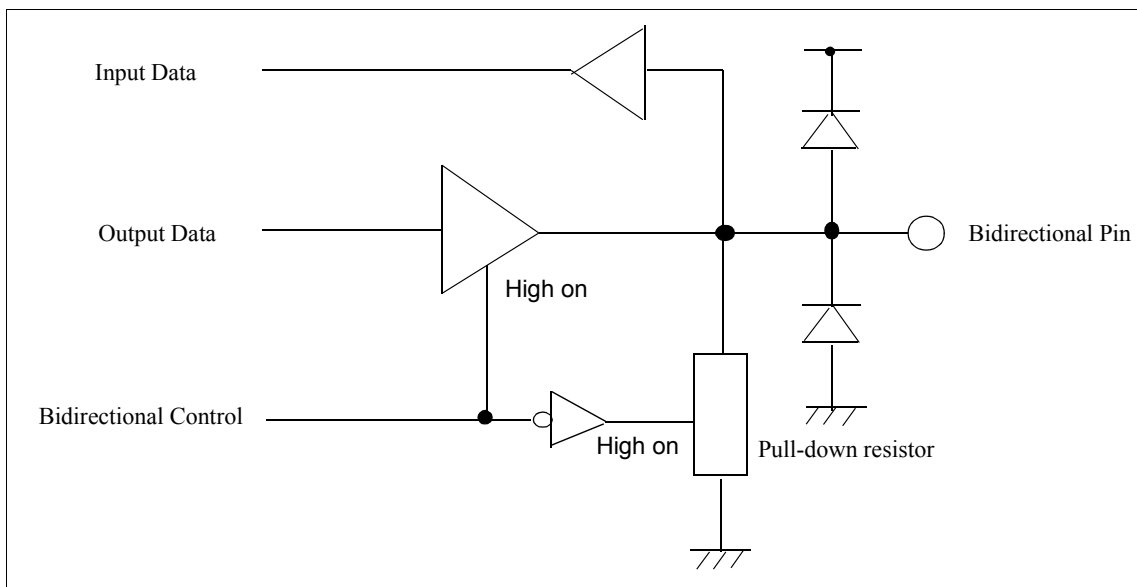 Input Data
Output Data
Bidirectional Pin
High on
Bidirectional Control
High on
Pull-down resistor